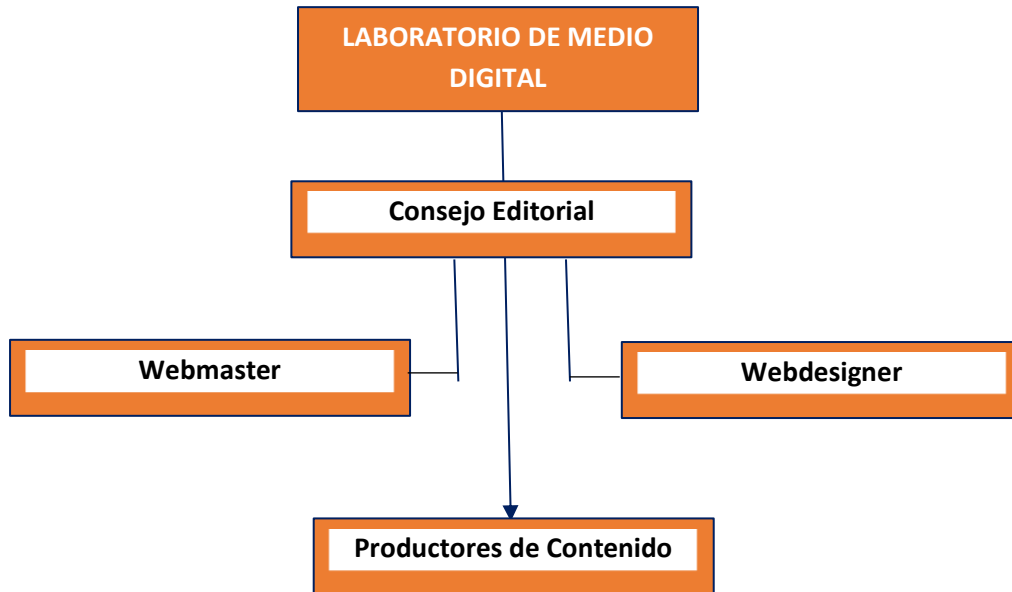 LABORATORIO DE MEDIO
DIGITAL
Consejo Editorial
Webmaster
Webdesigner
Productores de Contenido